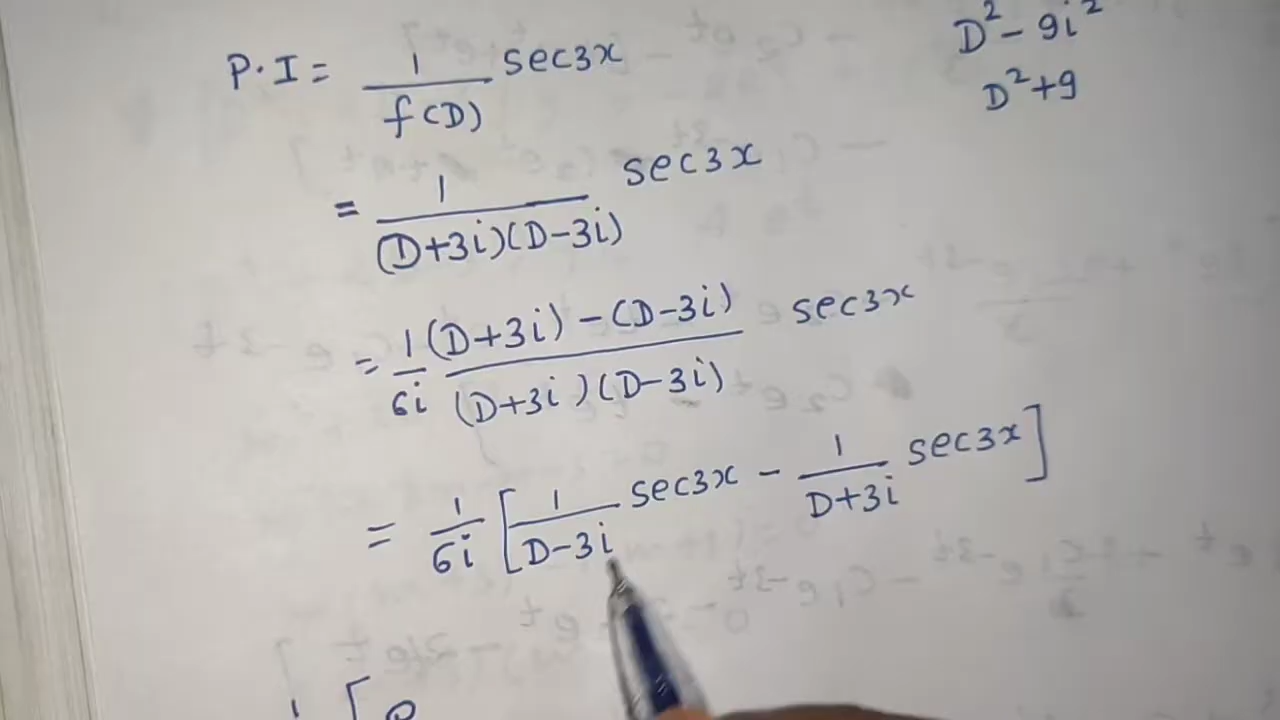 P.I = 1/f(D) sec3x
D² - 9i²
D² + 9
= 1/((D+3i)(D-3i)) sec3x
= 1/6i ((D+3i) - (D-3i))/((D+3i)(D-3i)) sec3x
= 1/6i [1/(D-3i) sec3x - 1/(D+3i) sec3x]